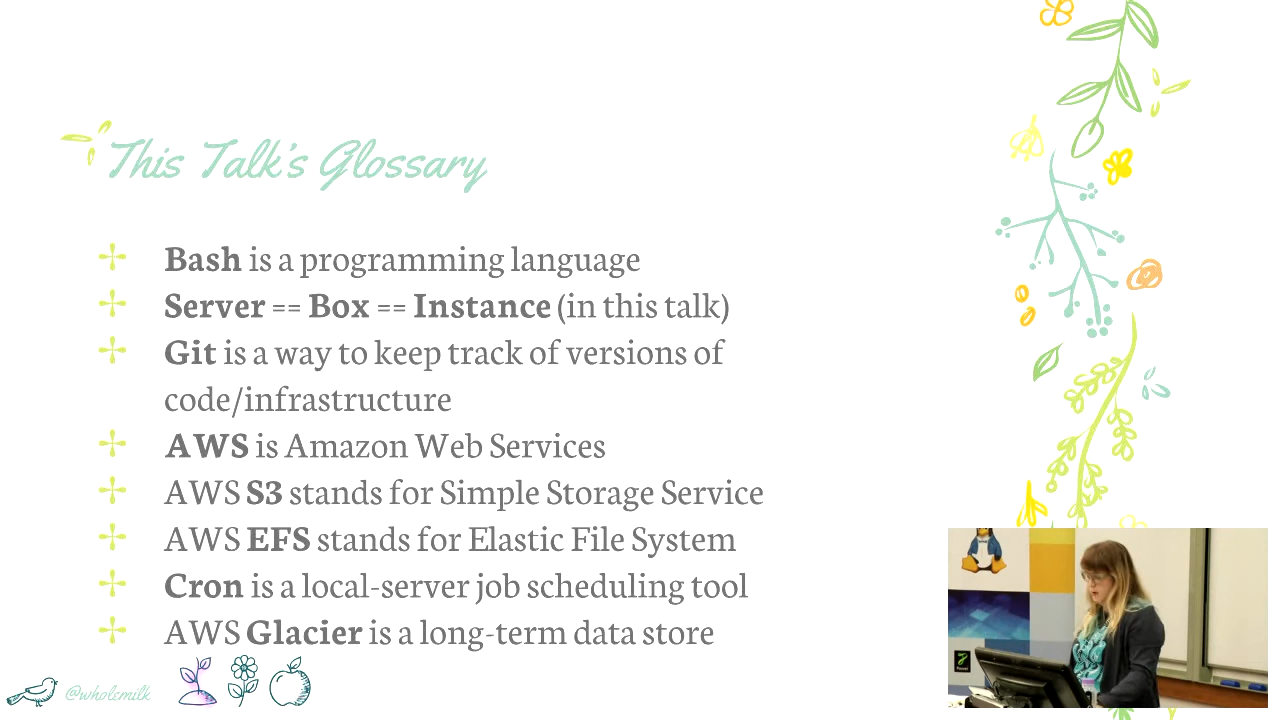 This Talk's Glossary
Bash is a programming language
Server == Box == Instance (in this talk)
Git is a way to keep track of versions of
code/infrastructure
AWS is Amazon Web Services
AWS S3 stands for Simple Storage Service
AWS EFS stands for Elastic File System
Cron is a local-server job scheduling tool
AWS Glacier is a long-term data store
@wholemilk